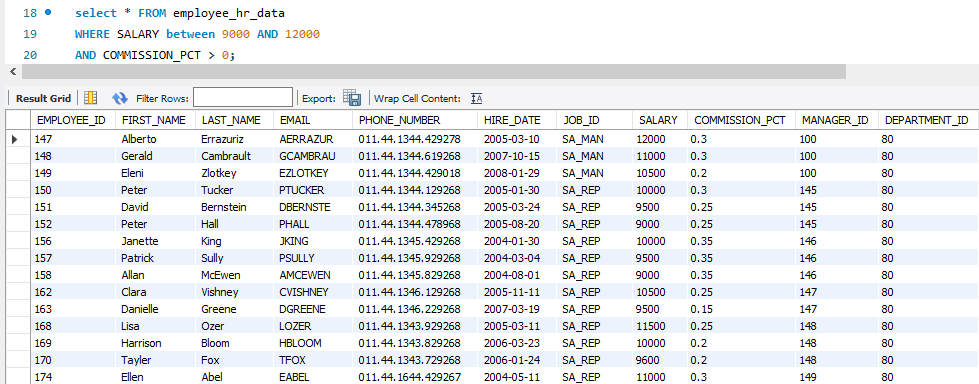 18 select * FROM employee_hr_data
19 WHERE SALARY between 9000 AND 12000
20 AND COMMISSION_PCT > 0;
Result Grid Filter Rows: Export: Wrap Cell Content: IA
EMPLOYEE_ID FIRST_NAME LAST_NAME EMAIL PHONE_NUMBER HIRE_DATE JOB_ID SALARY COMMISSION_PCT MANAGER_ID DEPARTMENT_ID
147 Alberto Errazuriz AERRAZUR 011.44.1344.429278 2005-03-10 SA_MAN 12000 0.3 100 80
148 Gerald Cambrault GCAMBRAU 011.44.1344.619268 2007-10-15 SA_MAN 11000 0.3 100 80
149 Eleni Zlotkey EZLOTKEY 011.44.1344.429018 2008-01-29 SA_MAN 10500 0.2 100 80
150 Peter Tucker PTUCKER 011.44.1344.129268 2005-01-30 SA_REP 10000 0.3 145 80
151 David Bernstein DBERNSTE 011.44.1344.345268 2005-03-24 SA_REP 9500 0.25 145 80
152 Peter Hall PHALL 011.44.1344.478968 2005-08-20 SA_REP 9000 0.25 145 80
156 Janette King JKING 011.44.1345.429268 2004-01-30 SA_REP 10000 0.35 146 80
157 Patrick Sully PSULLY 011.44.1345.929268 2004-03-04 SA_REP 9500 0.35 146 80
158 Allan McEwen AMCEWEN 011.44.1345.829268 2004-08-01 SA_REP 9000 0.35 146 80
162 Clara Vishney CVISHNEY 011.44.1346.129268 2005-11-11 SA_REP 10500 0.25 147 80
163 Danielle Greene DGREENE 011.44.1346.229268 2007-03-19 SA_REP 9500 0.15 147 80
168 Lisa Ozer LOZER 011.44.1343.929268 2005-03-11 SA_REP 11500 0.25 148 80
169 Harrison Bloom HBLOOM 011.44.1343.829268 2006-03-23 SA_REP 10000 0.2 148 80
170 Tayler Fox TFOX 011.44.1343.729268 2006-01-24 SA_REP 9600 0.2 148 80
174 Ellen Abel EABEL 011.44.1644.429267 2004-05-11 SA_REP 11000 0.3 149 80